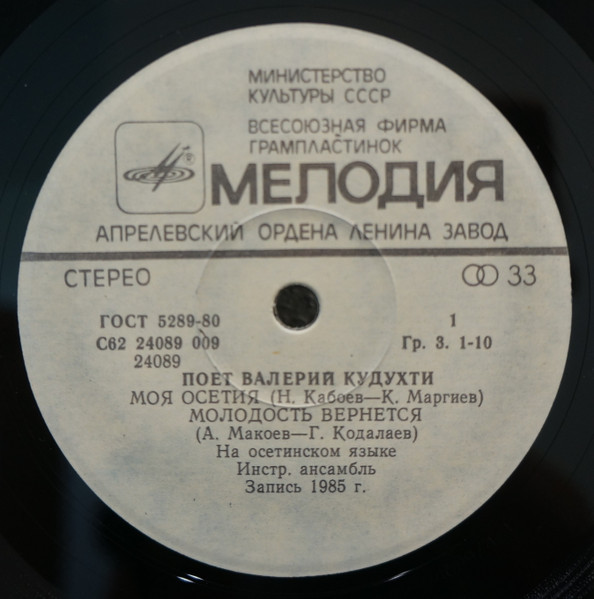 МИНИСТЕРСТВО
КУЛЬТУРЫ СССР
ВСЕСОЮЗНАЯ ФИРМА
ГРАМПЛАСТИНОК
МЕЛОДИЯ
АПРЕЛЕВСКИЙ ОРДЕНА ЛЕНИНА ЗАВОД
СТЕРЕО 33
ГОСТ 5289-80 1
С62 24089 009 Гр. 3. 1-10
24089
ПОЕТ ВАЛЕРИЙ КУДУХТИ
МОЯ ОСЕТИЯ (Н. Кабоев—К. Маргиев)
МОЛОДОСТЬ ВЕРНЕТСЯ
(А. Макоев—Г. Кодалаев)
На осетинском языке
Инстр. ансамбль
Запись 1985 г.